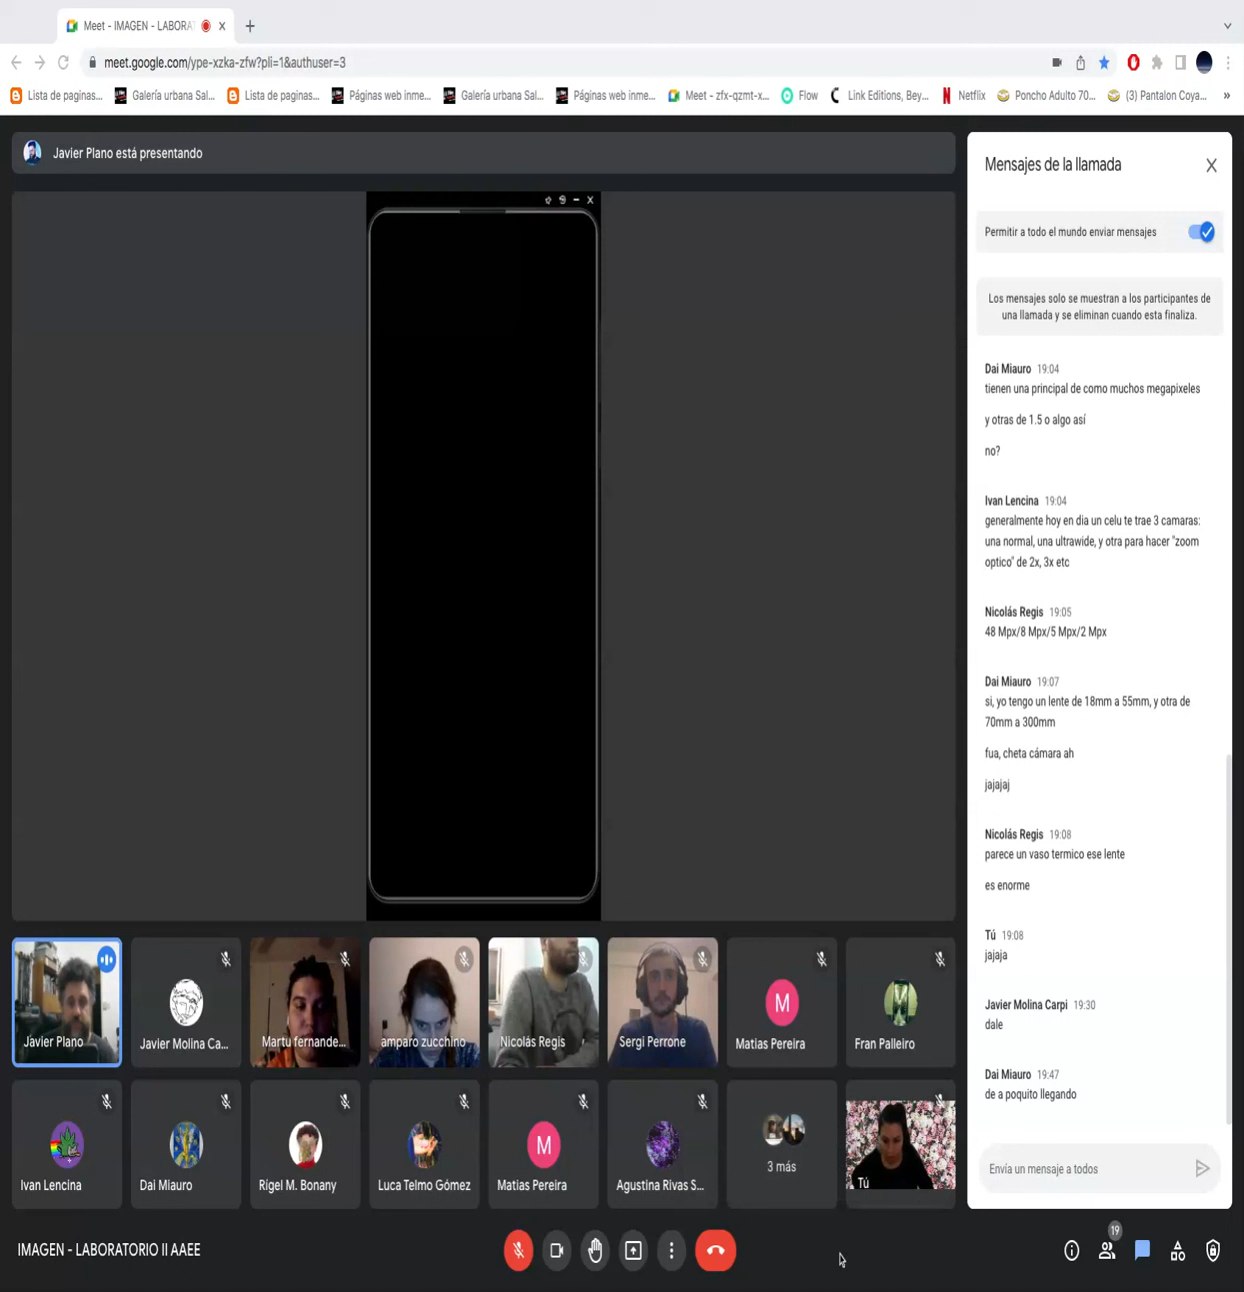 Meet - IMAGEN - LABORA
meet.google.com/ype-xzka-zfw?pli=1&authuser=3
Lista de paginas... Galería urbana Sal... Lista de paginas... Páginas web inme... Galería urbana Sal... Páginas web inme... Meet - zfx-qzmt-x... Flow Link Editions, Bey... Netflix Poncho Adulto 70... (3) Pantalon Coya... »
Javier Plano está presentando
Mensajes de la llamada
Permitir a todo el mundo enviar mensajes
Los mensajes solo se muestran a los participantes de
una llamada y se eliminan cuando esta finaliza.
Dai Miauro 19:04
tienen una principal de como muchos megapixeles
y otras de 1.5 o algo así
no?
Ivan Lencina 19:04
generalmente hoy en dia un celu te trae 3 camaras:
una normal, una ultrawide, y otra para hacer "zoom
optico" de 2x, 3x etc
Nicolás Regis 19:05
48 Mpx/8 Mpx/5 Mpx/2 Mpx
Dai Miauro 19:07
si, yo tengo un lente de 18mm a 55mm, y otra de
70mm a 300mm
fua, cheta cámara ah
jajajaj
Nicolás Regis 19:08
parece un vaso termico ese lente
es enorme
Tú 19:08
jajaja
Javier Molina Carpi 19:30
dale
Dai Miauro 19:47
de a poquito llegando
Envía un mensaje a todos
Javier Plano
Javier Molina Ca...
Martu fernande...
amparo zucchino
Nicolás Regis
Sergi Perrone
M
Matias Pereira
Fran Palleiro
Ivan Lencina
Dai Miauro
Rígel M. Bonany
Luca Telmo Gómez
M
Matias Pereira
Agustina Rivas S...
3 más
Tú
IMAGEN - LABORATORIO II AAEE
19